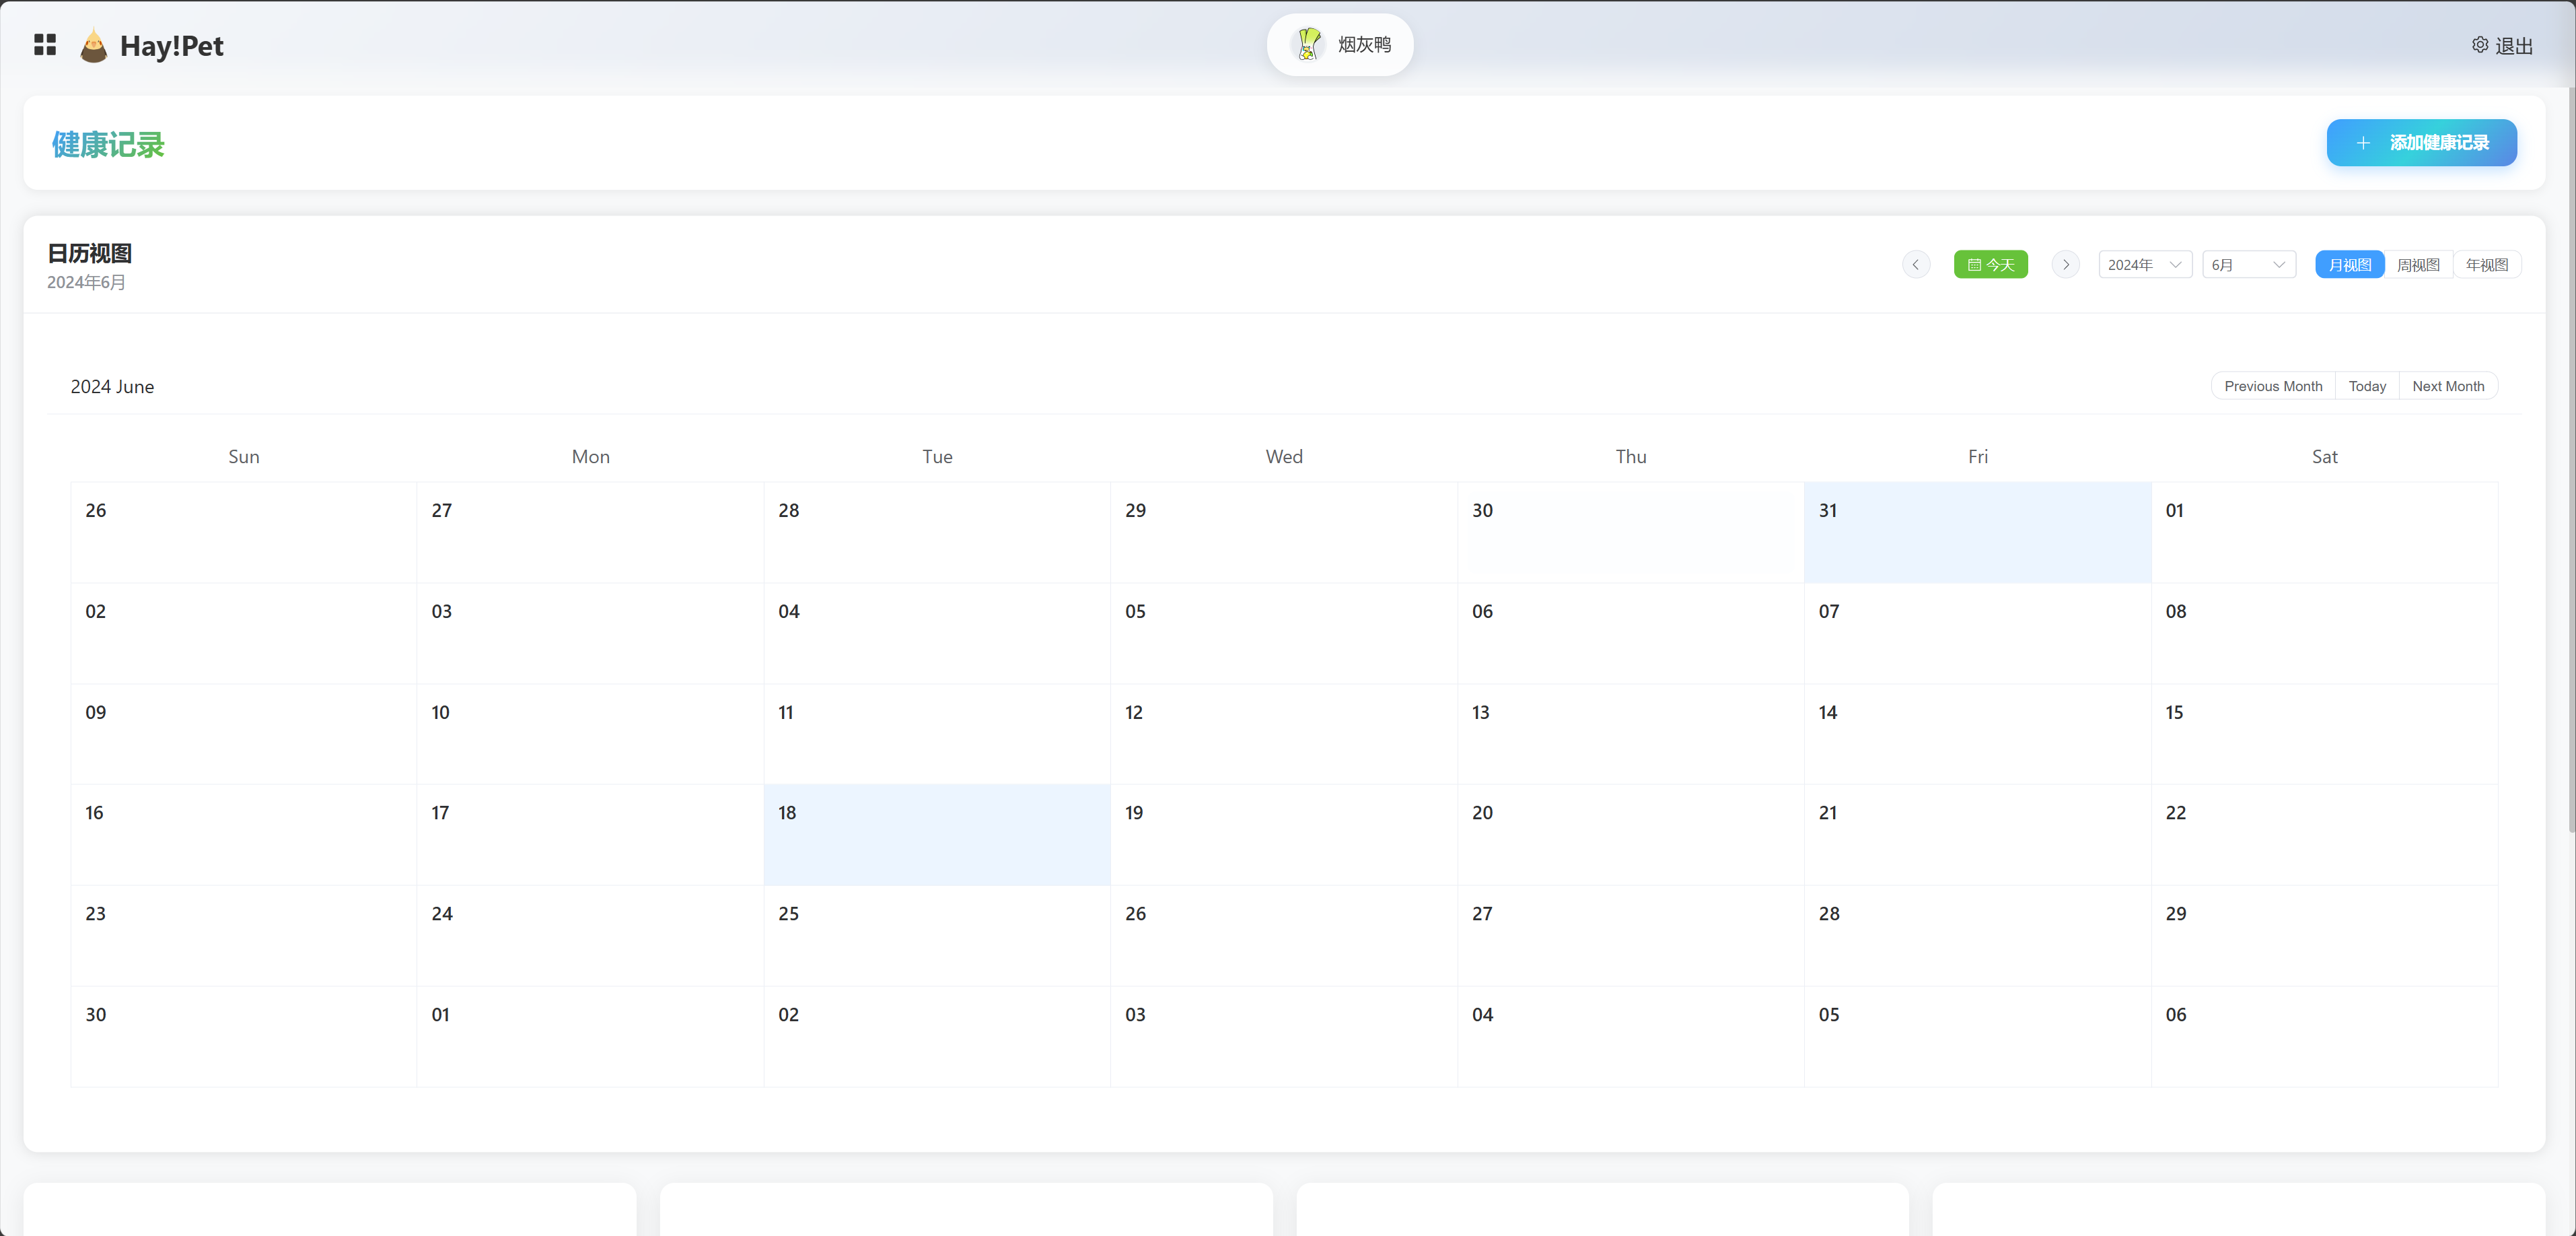 Hay!Pet
烟灰鸭
退出
健康记录
添加健康记录
日历视图
2024年6月
今天
2024年
6月
月视图 周视图 年视图
2024 June
Previous Month Today Next Month
Sun Mon Tue Wed Thu Fri Sat
26 27 28 29 30 31 01
02 03 04 05 06 07 08
09 10 11 12 13 14 15
16 17 18 19 20 21 22
23 24 25 26 27 28 29
30 01 02 03 04 05 06